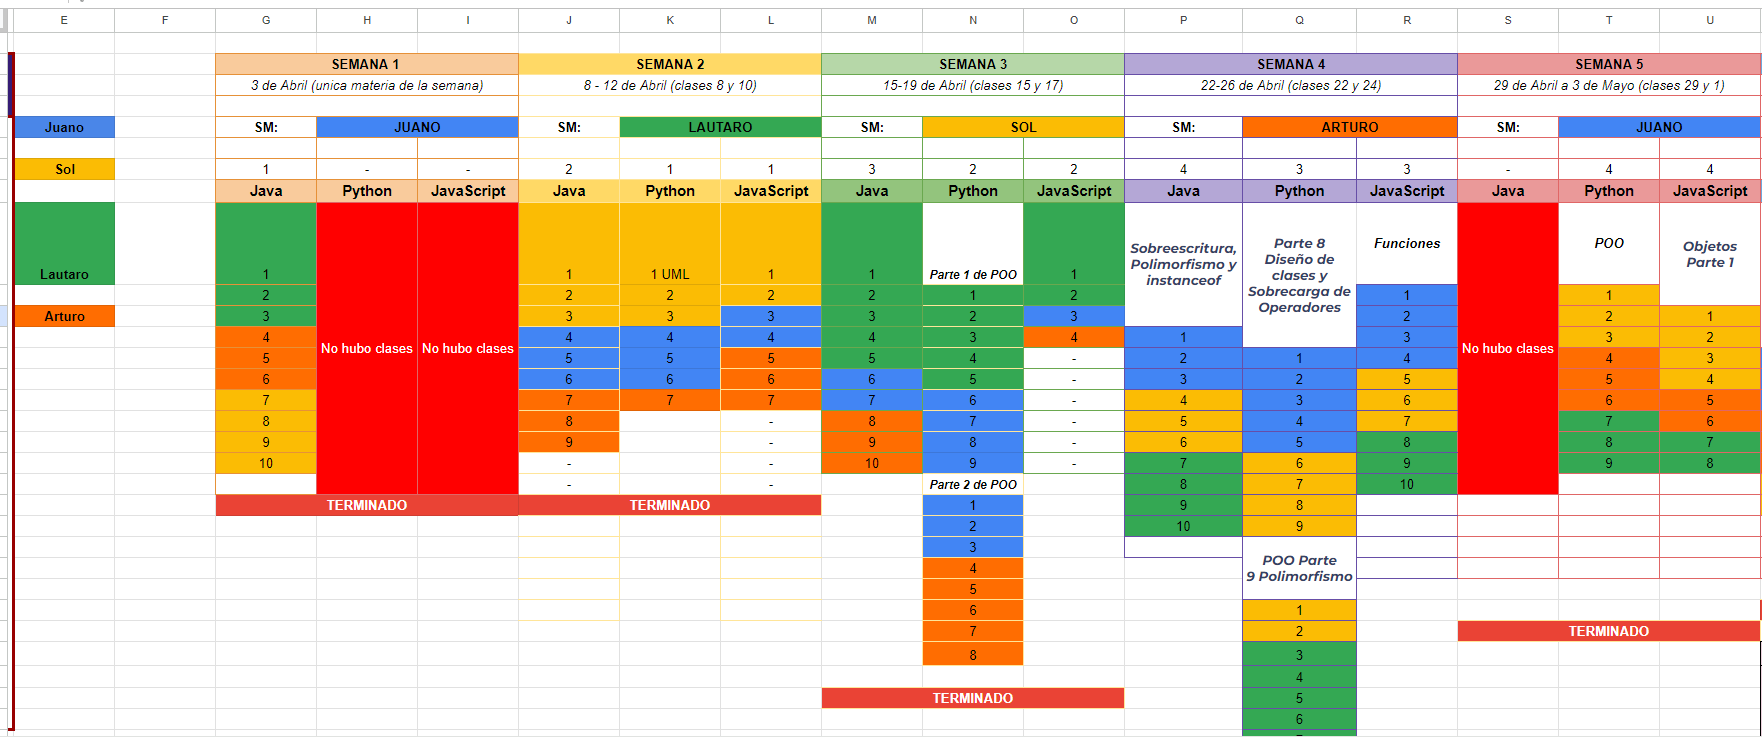 E F G H I J K L M N O P Q R S T U
SEMANA 1 SEMANA 2 SEMANA 3 SEMANA 4 SEMANA 5
3 de Abril (unica materia de la semana) 8 - 12 de Abril (clases 8 y 10) 15-19 de Abril (clases 15 y 17) 22-26 de Abril (clases 22 y 24) 29 de Abril a 3 de Mayo (clases 29 y 1)
Juano SM: JUANO SM: LAUTARO SM: SOL SM: ARTURO SM: JUANO
Sol 1 - - 2 1 1 3 2 2 4 3 3 - 4 4
Java Python JavaScript Java Python JavaScript Java Python JavaScript Java Python JavaScript Java Python JavaScript
Sobreescritura,
Polimorfismo y
instanceof
Parte 8
Diseño de
clases y
Sobrecarga de
Operadores
Funciones
POO
Objetos
Parte 1
Lautaro 1 1 1 UML 1 1 Parte 1 de POO 1
2 2 2 2 2 1 2 1 1
Arturo 3 3 3 3 3 2 3 2 2 1
4 4 4 4 4 3 4 1 3 3 2
No hubo clases No hubo clases No hubo clases
5 5 5 5 5 4 - 2 1 4 4 3
6 6 6 6 6 5 - 3 2 5 5 4
7 7 7 7 7 6 - 4 3 6 6 5
8 8 - 8 7 - 5 4 7 7 6
9 9 - 9 8 - 6 5 8 8 7
10 - - 10 9 - 7 6 9 9 8
- - Parte 2 de POO 8 7 10
TERMINADO TERMINADO 1 9 8
2 10 9
3
4
5
6
7
8
POO Parte
9 Polimorfismo
1
2
3
4
5
6
TERMINADO
TERMINADO